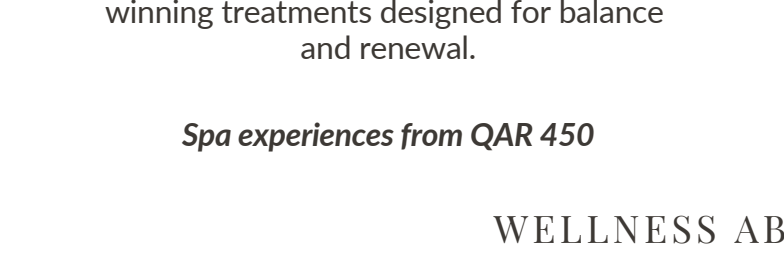 winning treatments designed for balance
and renewal.
Spa experiences from QAR 450
WELLNESS AB